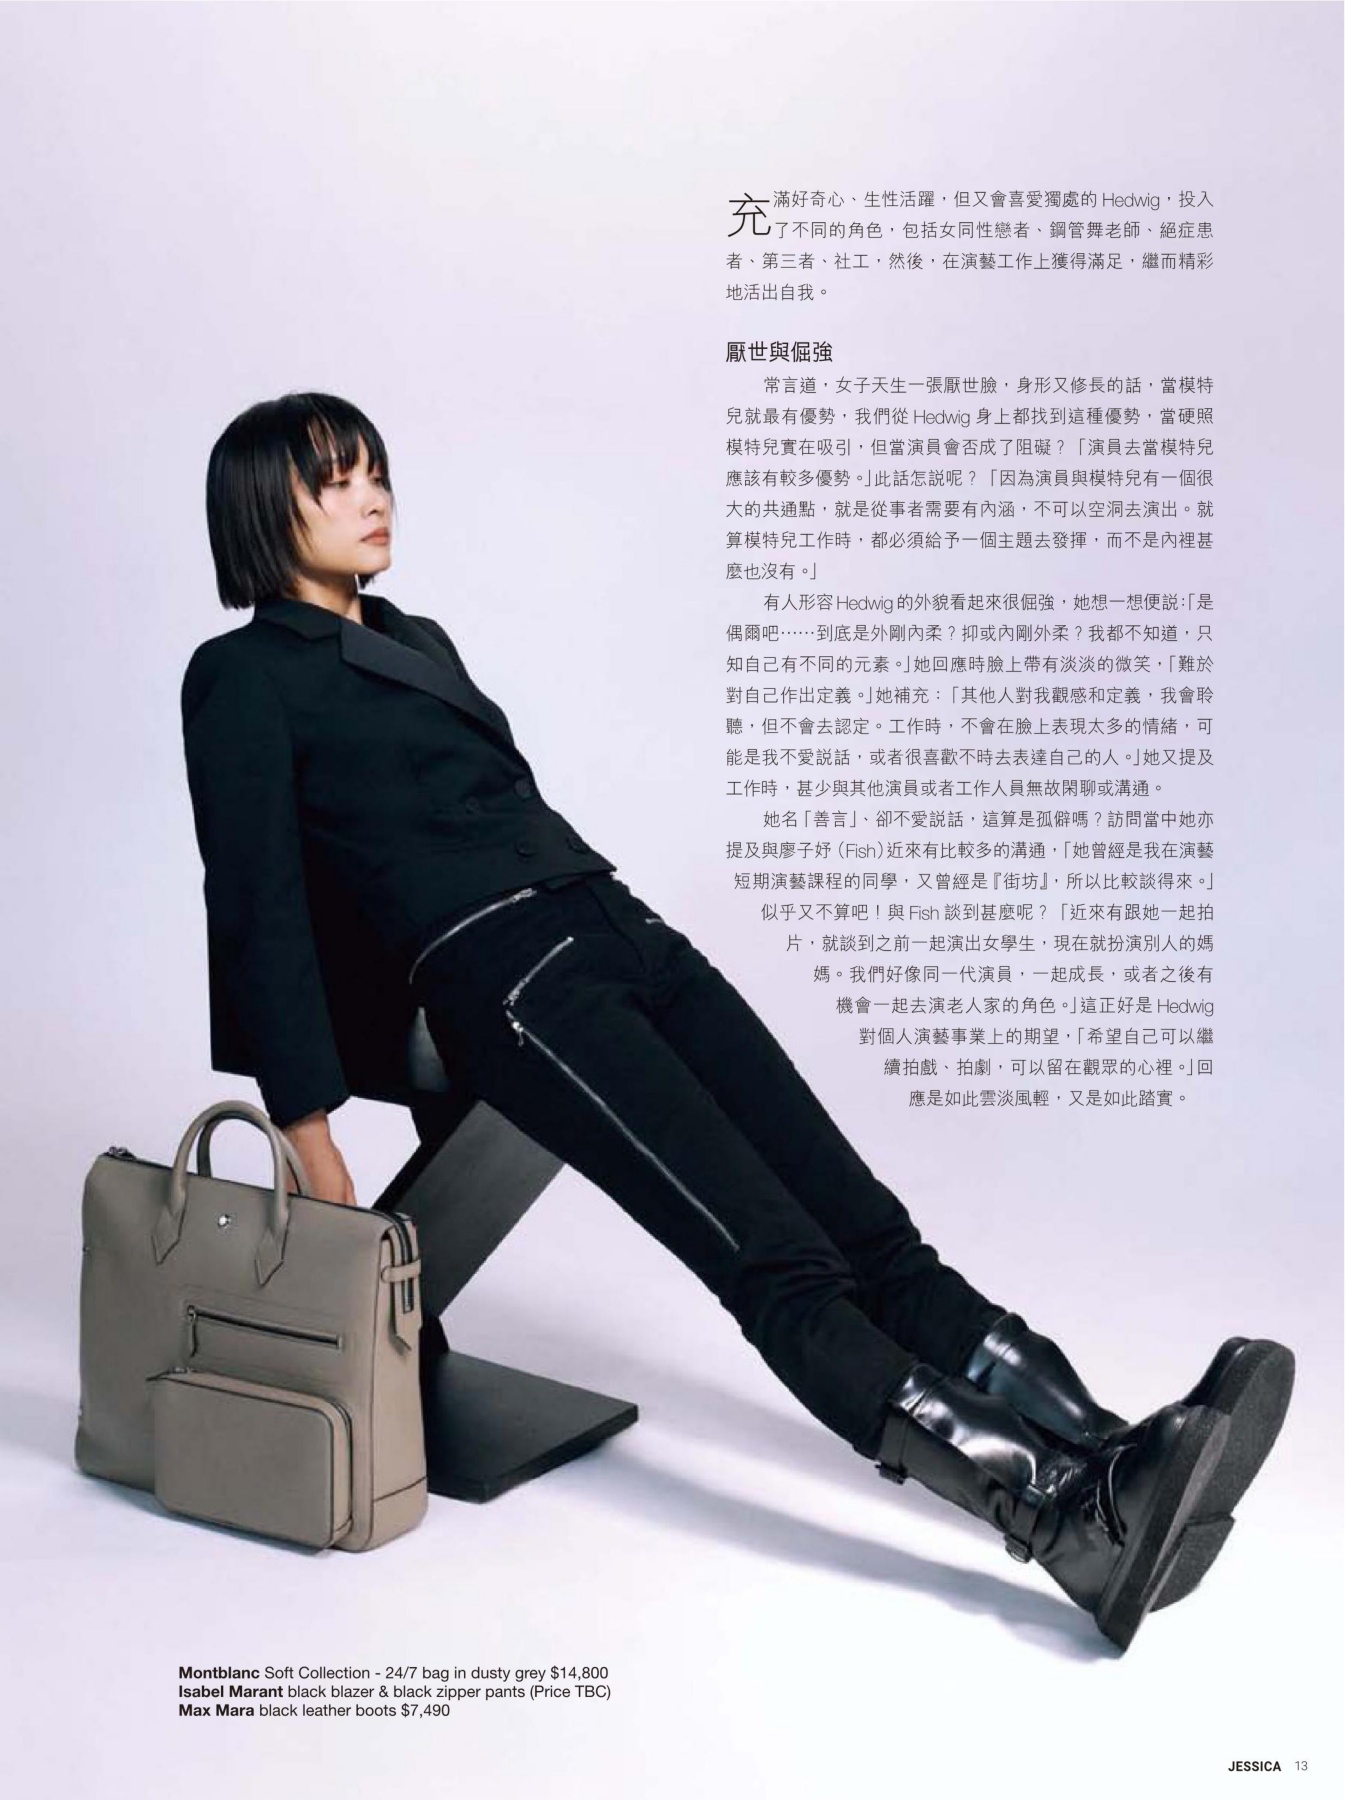 充滿好奇心、生性活躍，但又會喜愛獨處的 Hedwig，投入
了不同的角色，包括女同性戀者、鋼管舞老師、絕症患
者、第三者、社工，然後，在演藝工作上獲得滿足，繼而精彩
地活出自我。
厭世與倔強
常言道，女子天生一張厭世臉，身形又修長的話，當模特
兒就最有優勢，我們從 Hedwig 身上都找到這種優勢，當硬照
模特兒實在吸引，但當演員會否成了阻礙？「演員去當模特兒
應該有較多優勢。」此話怎説呢？「因為演員與模特兒有一個很
大的共通點，就是從事者需要有內涵，不可以空洞去演出。就
算模特兒工作時，都必須給予一個主題去發揮，而不是內裡甚
麼也沒有。」
有人形容 Hedwig 的外貌看起來很倔強，她想一想便説：「是
偶爾吧⋯⋯到底是外剛內柔？抑或內剛外柔？我都不知道，只
知自己有不同的元素。」她回應時臉上帶有淡淡的微笑，「難於
對自己作出定義。」她補充：「其他人對我觀感和定義，我會聆
聽，但不會去認定。工作時，不會在臉上表現太多的情緒，可
能是我不愛説話，或者很喜歡不時去表達自己的人。」她又提及
工作時，甚少與其他演員或者工作人員無故閑聊或溝通。
她名「善言」、卻不愛説話，這算是孤僻嗎？訪問當中她亦
提及與廖子妤（Fish）近來有比較多的溝通，「她曾經是我在演藝
短期演藝課程的同學，又曾經是『街坊』，所以比較談得來。」
似乎又不算吧！與 Fish 談到甚麼呢？「近來有跟她一起拍
片，就談到之前一起演出女學生，現在就扮演別人的媽
媽。我們好像同一代演員，一起成長，或者之後有
機會一起去演老人家的角色。」這正好是 Hedwig
對個人演藝事業上的期望，「希望自己可以繼
續拍戲、拍劇，可以留在觀眾的心裡。」回
應是如此雲淡風輕，又是如此踏實。
Montblanc Soft Collection - 24/7 bag in dusty grey $14,800
Isabel Marant black blazer & black zipper pants (Price TBC)
Max Mara black leather boots $7,490
JESSICA 13